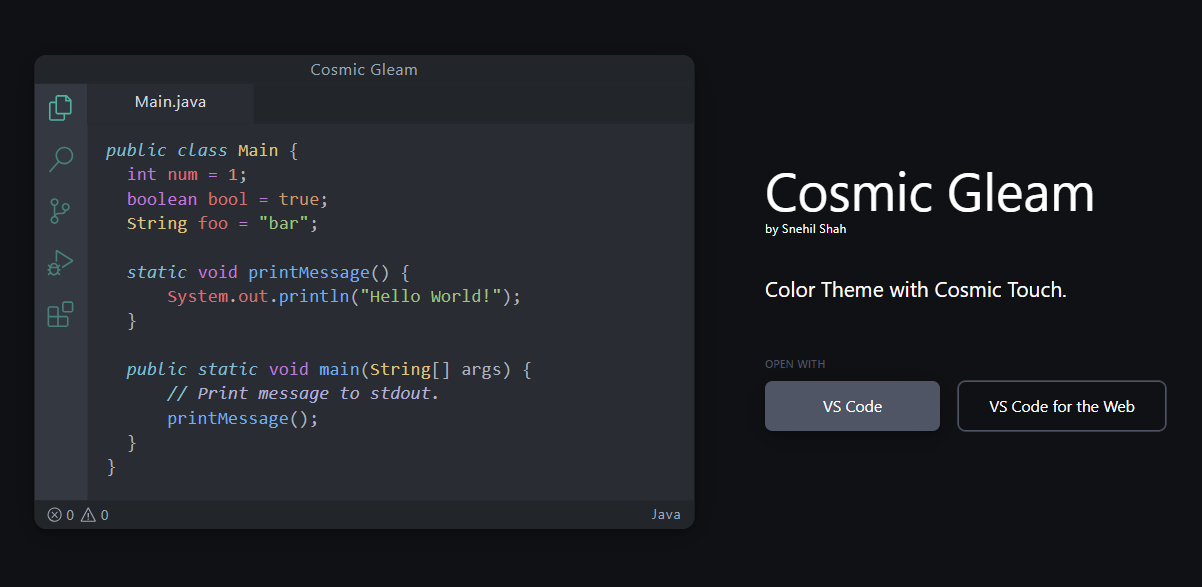 Cosmic Gleam
Main.java
public class Main {
  int num = 1;
  boolean bool = true;
  String foo = "bar";

  static void printMessage() {
      System.out.println("Hello World!");
  }

  public static void main(String[] args) {
      // Print message to stdout.
      printMessage();
  }
}
0 0
Java
Cosmic Gleam
by Snehil Shah
Color Theme with Cosmic Touch.
OPEN WITH
VS Code
VS Code for the Web